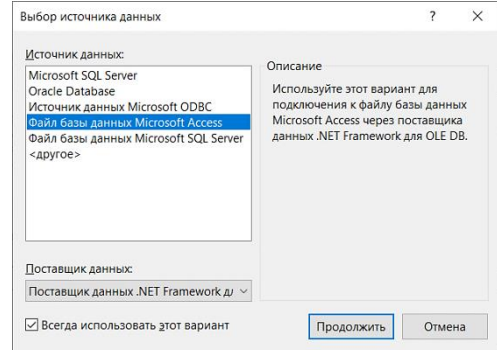 Выбор источника данных
Источник данных:
Microsoft SQL Server
Oracle Database
Источник данных Microsoft ODBC
Файл базы данных Microsoft Access
Файл базы данных Microsoft SQL Server
<другое>
Описание
Используйте этот вариант для
подключения к файлу базы данных
Microsoft Access через поставщика
данных .NET Framework для OLE DB.
Поставщик данных:
Поставщик данных .NET Framework дл
Всегда использовать этот вариант
Продолжить
Отмена